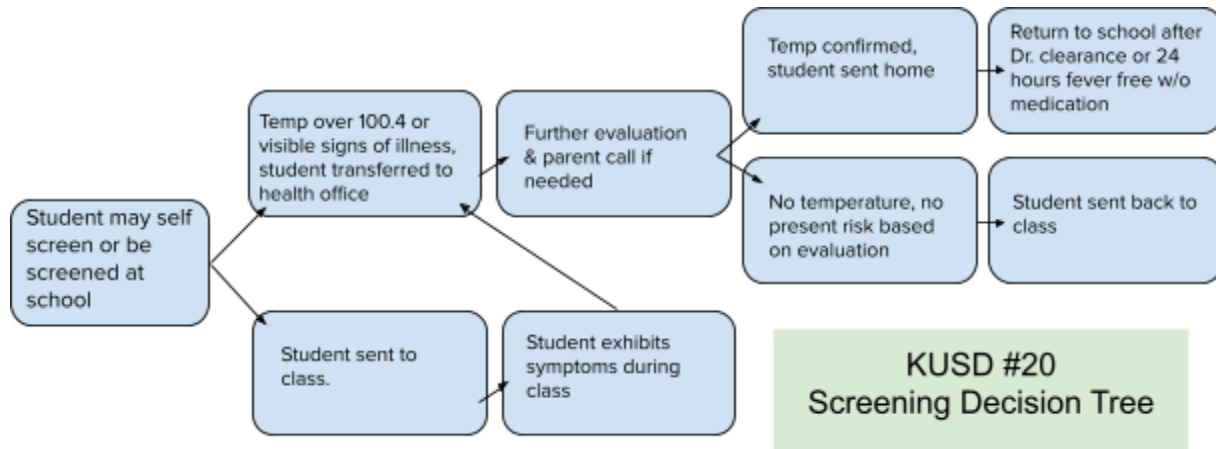 Student may self
screen or be
screened at
school
Temp over 100.4 or
visible signs of illness,
student transferred to
health office
Further evaluation
& parent call if
needed
Temp confirmed,
student sent home
Return to school after
Dr. clearance or 24
hours fever free w/o
medication
No temperature, no
present risk based
on evaluation
Student sent back to
class
Student sent to
class.
Student exhibits
symptoms during
class
KUSD #20
Screening Decision Tree